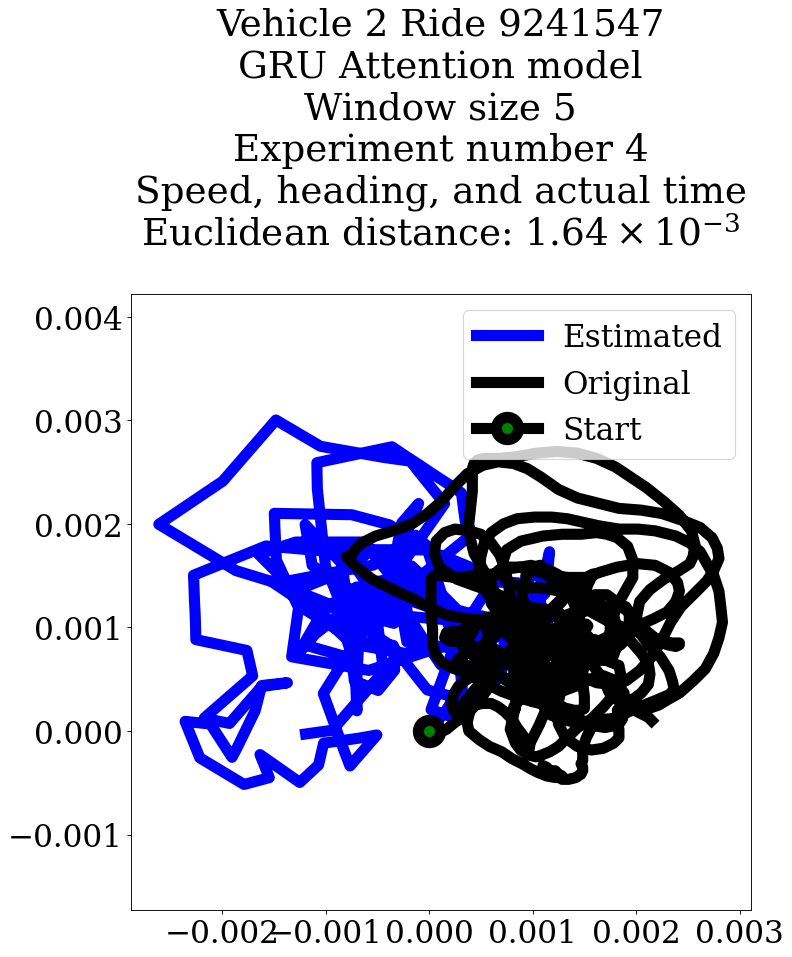 Vehicle 2 Ride 9241547
GRU Attention model
Window size 5
Experiment number 4
Speed, heading, and actual time
Euclidean distance: 1.64 × 10⁻³
Estimated
Original
Start
0.004
0.003
0.002
0.001
0.000
−0.001
−0.002 −0.001 0.000 0.001 0.002 0.003